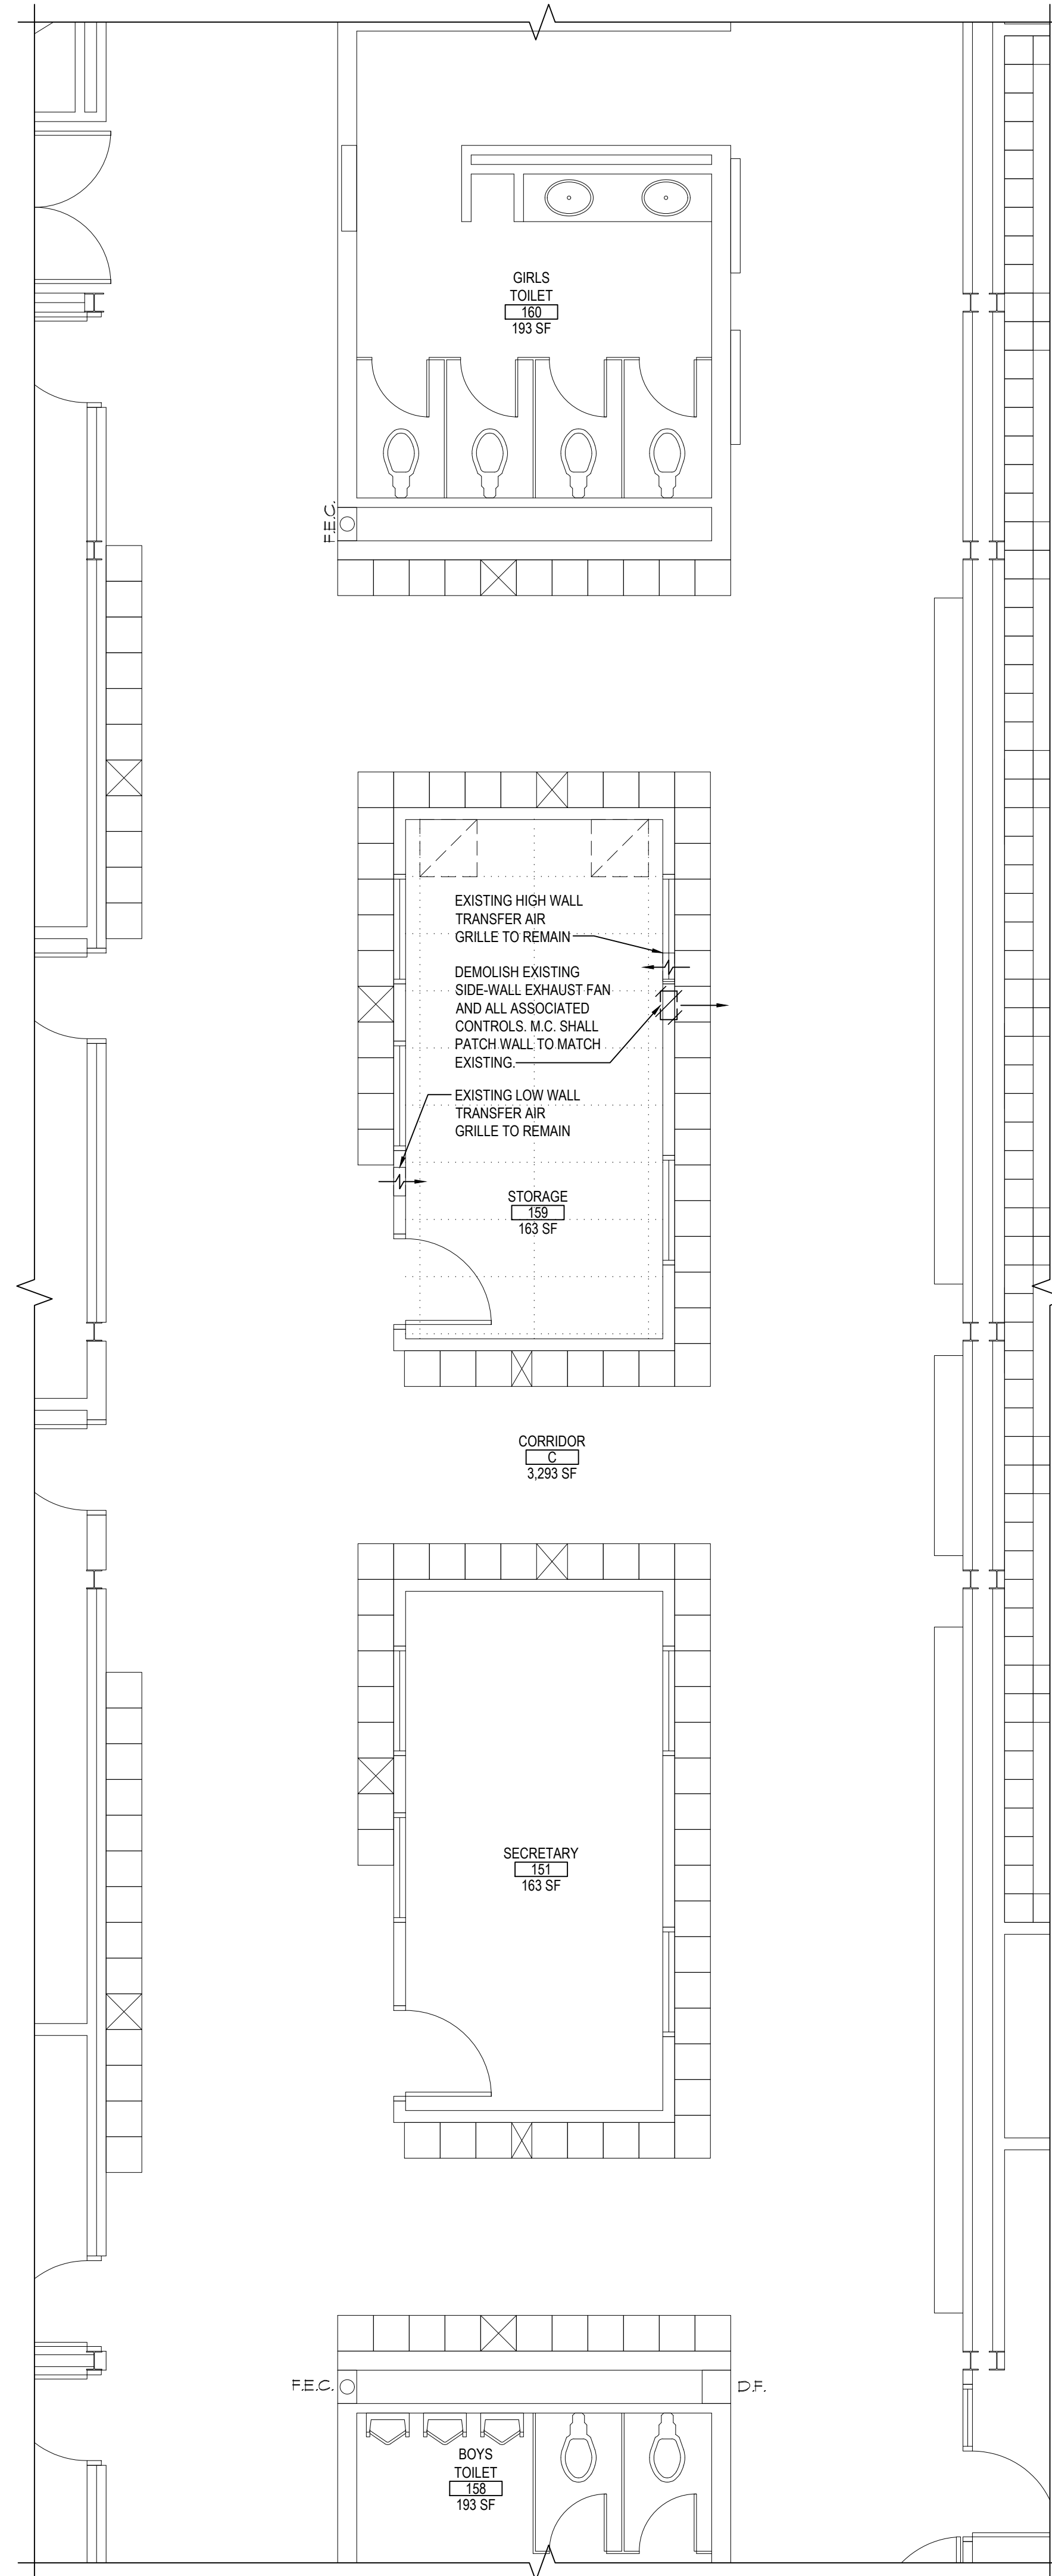 GIRLS
TOILET
160
193 SF
F.E.C.
EXISTING HIGH WALL
TRANSFER AIR
GRILLE TO REMAIN
DEMOLISH EXISTING
SIDE-WALL EXHAUST FAN
AND ALL ASSOCIATED
CONTROLS. M.C. SHALL
PATCH WALL TO MATCH
EXISTING.
EXISTING LOW WALL
TRANSFER AIR
GRILLE TO REMAIN
STORAGE
159
163 SF
CORRIDOR
C
3,293 SF
SECRETARY
151
163 SF
F.E.C.
D.F.
BOYS
TOILET
158
193 SF